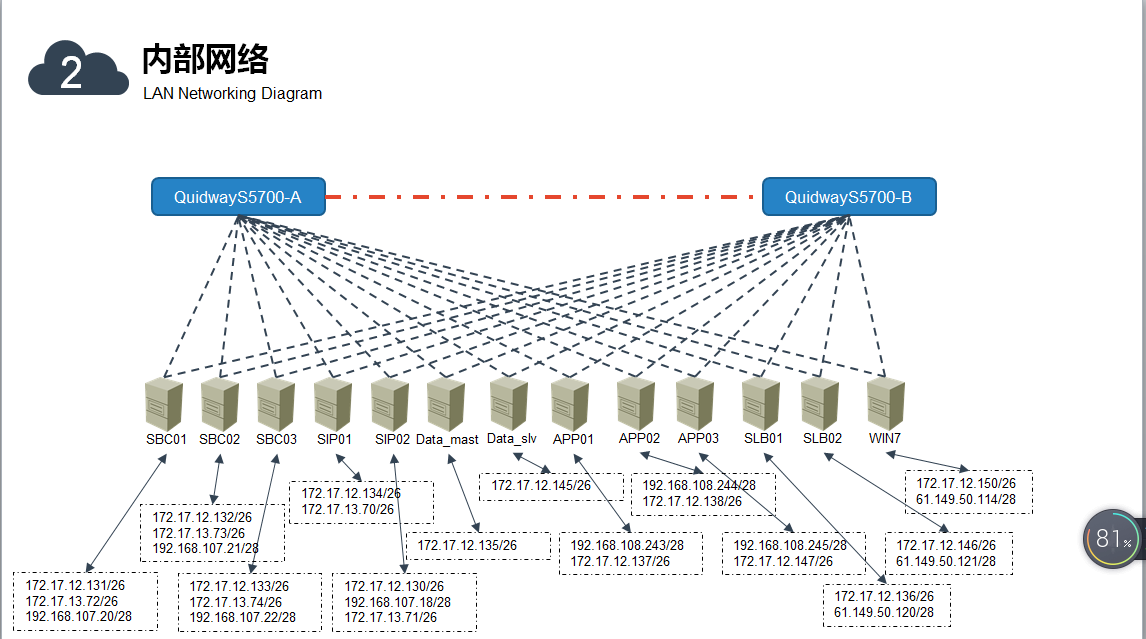 2
内部网络
LAN Networking Diagram
QuidwayS5700-A
QuidwayS5700-B
SBC01
SBC02
SBC03
SIP01
SIP02
Data_mast
Data_slv
APP01
APP02
APP03
SLB01
SLB02
WIN7
172.17.12.150/26
61.149.50.114/28
172.17.12.145/26
192.168.108.244/28
172.17.12.138/26
172.17.12.134/26
172.17.13.70/26
172.17.12.132/26
172.17.13.73/26
192.168.107.21/28
172.17.12.135/26
192.168.108.243/28
172.17.12.137/26
192.168.108.245/28
172.17.12.147/26
172.17.12.146/26
61.149.50.121/28
81%
172.17.12.131/26
172.17.13.72/26
192.168.107.20/28
172.17.12.133/26
172.17.13.74/26
192.168.107.22/28
172.17.12.130/26
192.168.107.18/28
172.17.13.71/26
172.17.12.136/26
61.149.50.120/28